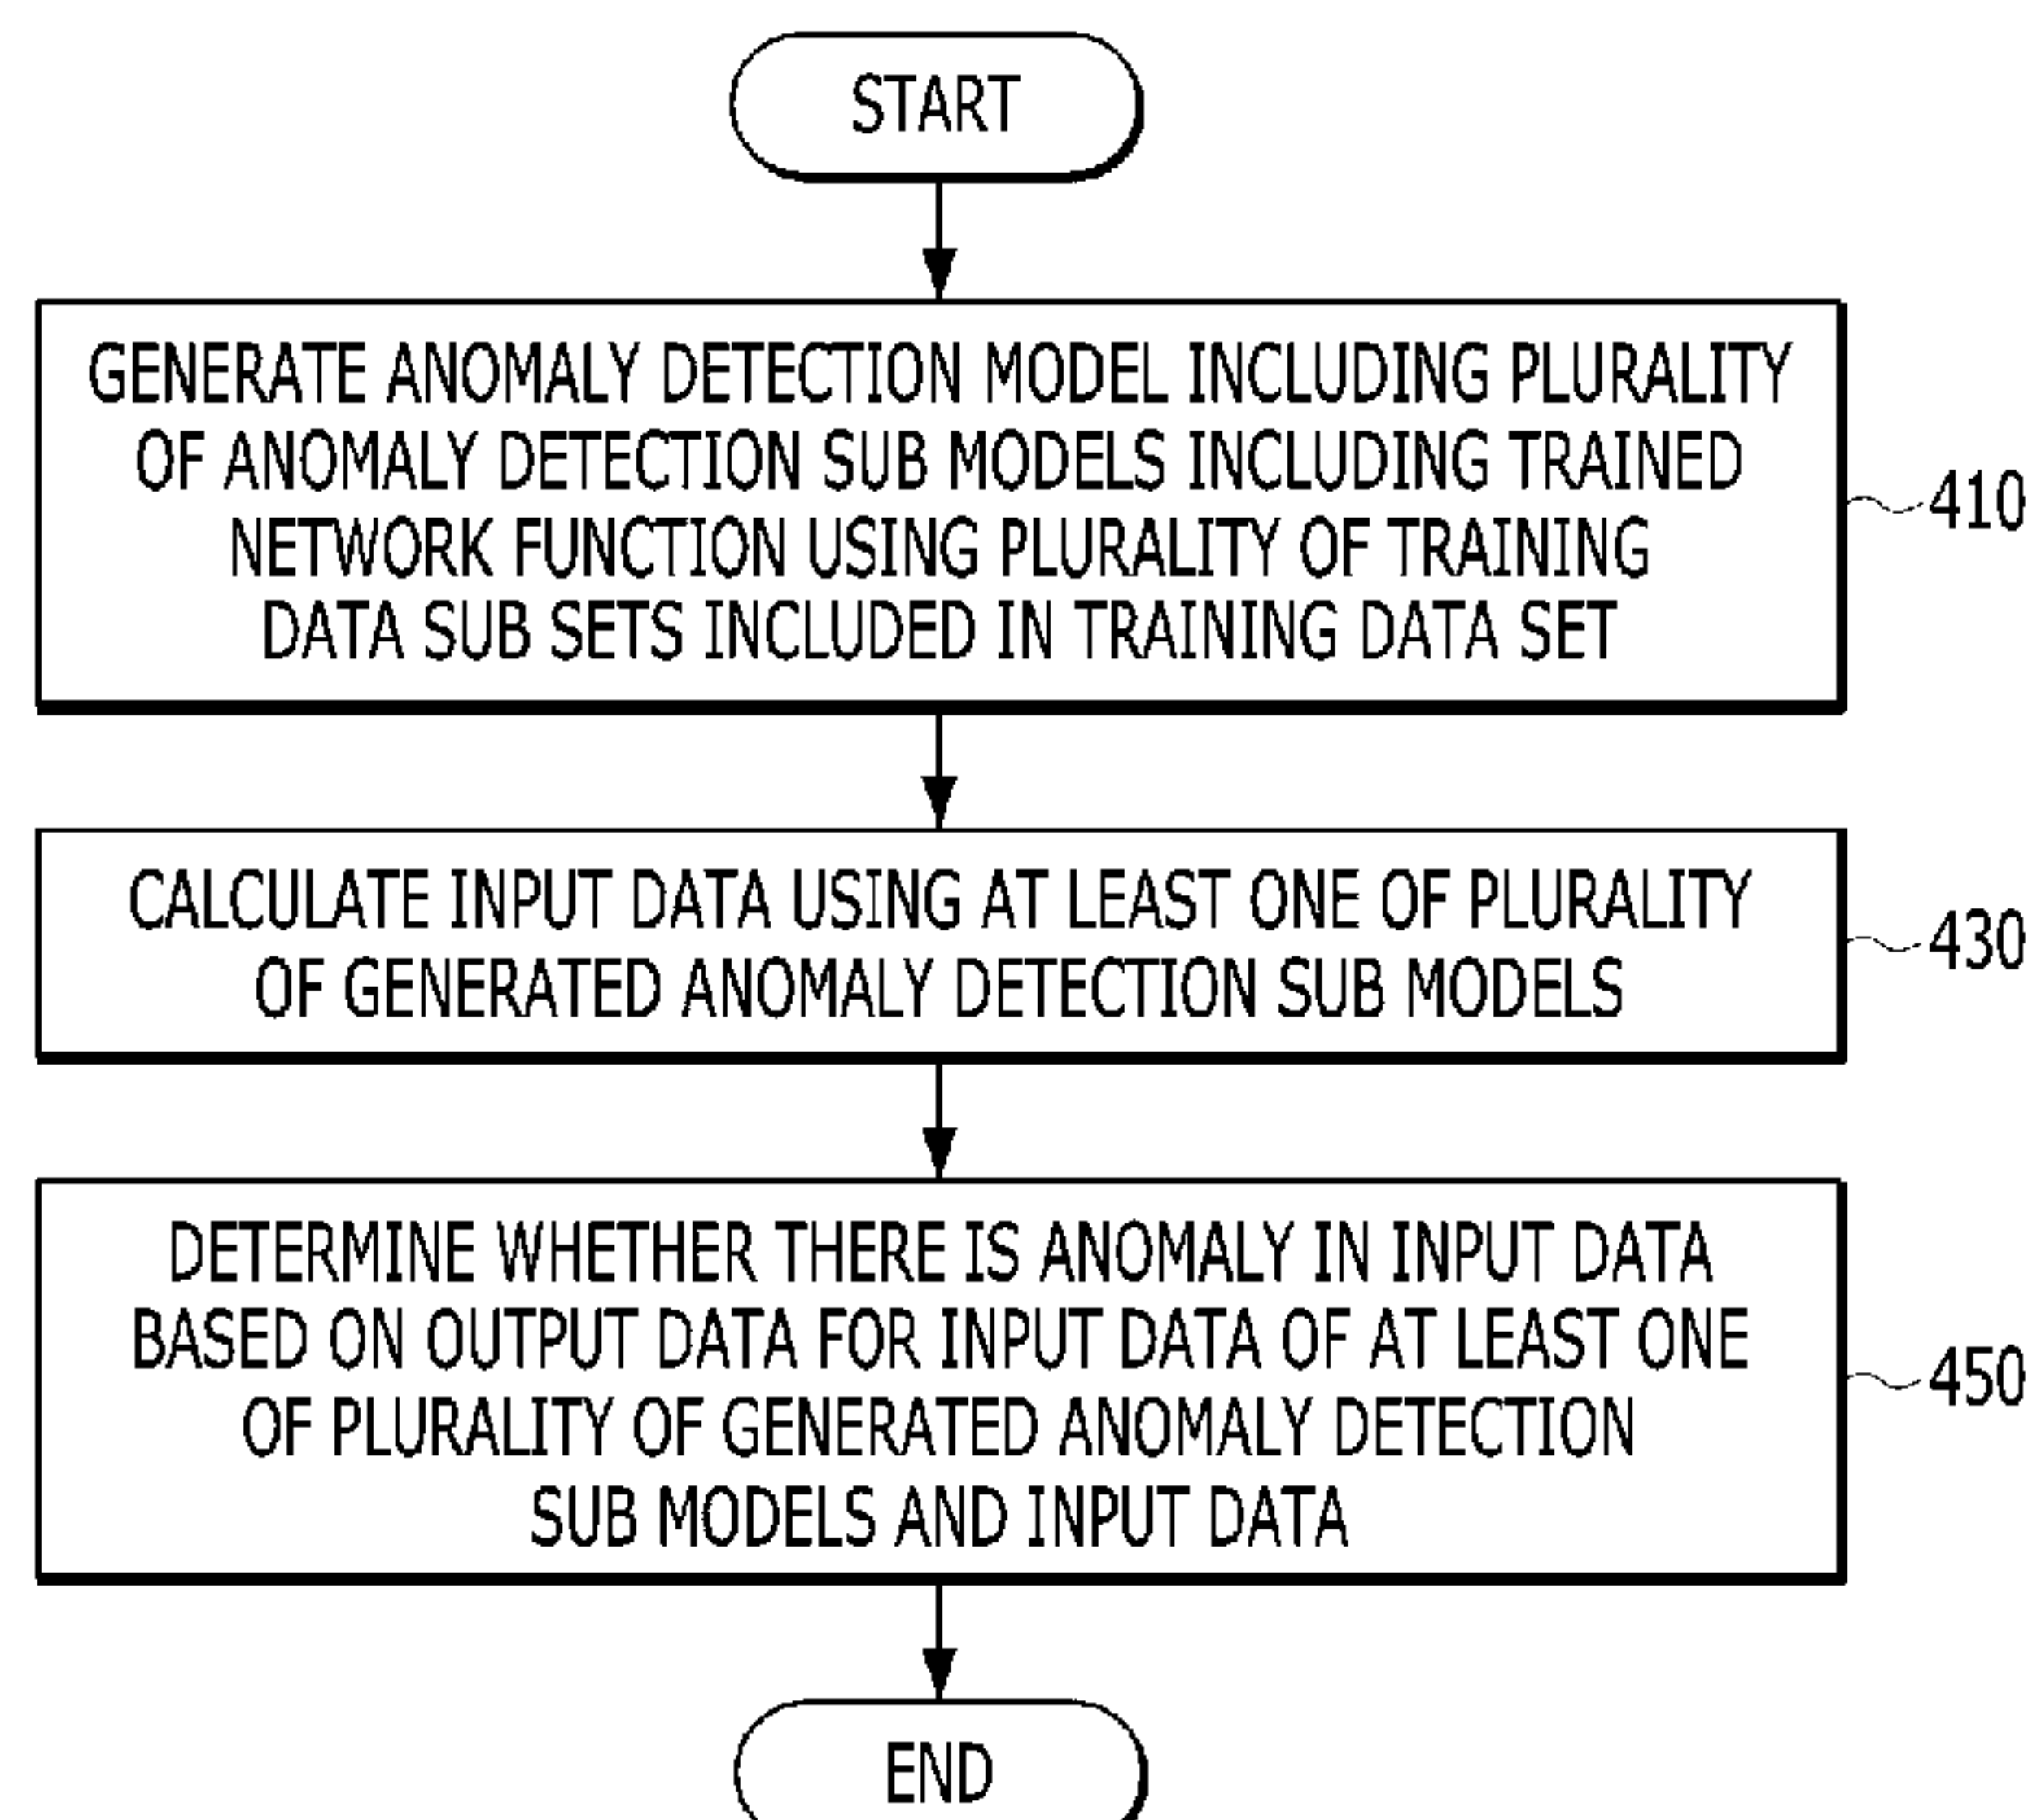 START
GENERATE ANOMALY DETECTION MODEL INCLUDING PLURALITY
OF ANOMALY DETECTION SUB MODELS INCLUDING TRAINED
NETWORK FUNCTION USING PLURALITY OF TRAINING
DATA SUB SETS INCLUDED IN TRAINING DATA SET
410
CALCULATE INPUT DATA USING AT LEAST ONE OF PLURALITY
OF GENERATED ANOMALY DETECTION SUB MODELS
430
DETERMINE WHETHER THERE IS ANOMALY IN INPUT DATA
BASED ON OUTPUT DATA FOR INPUT DATA OF AT LEAST ONE
OF PLURALITY OF GENERATED ANOMALY DETECTION
SUB MODELS AND INPUT DATA
450
END